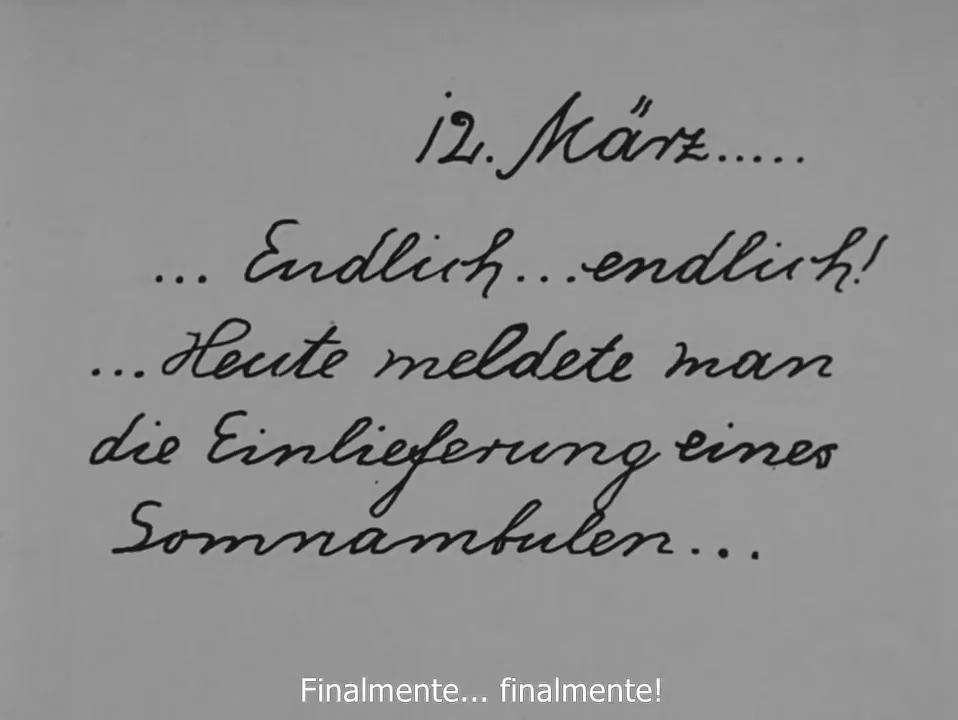 12. März.....
... Endlich...endlich!
...Heute meldete man
die Einlieferung eines
Somnambulen...
Finalmente... finalmente!